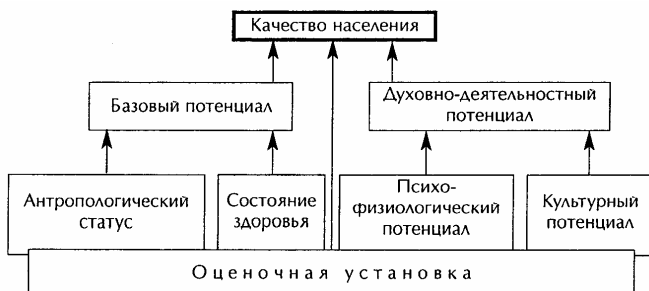 Качество населения
Базовый потенциал
Духовно-деятельностный
потенциал
Антропологический
статус
Состояние
здоровья
Психо-
физиологический
потенциал
Культурный
потенциал
Оценочная установка